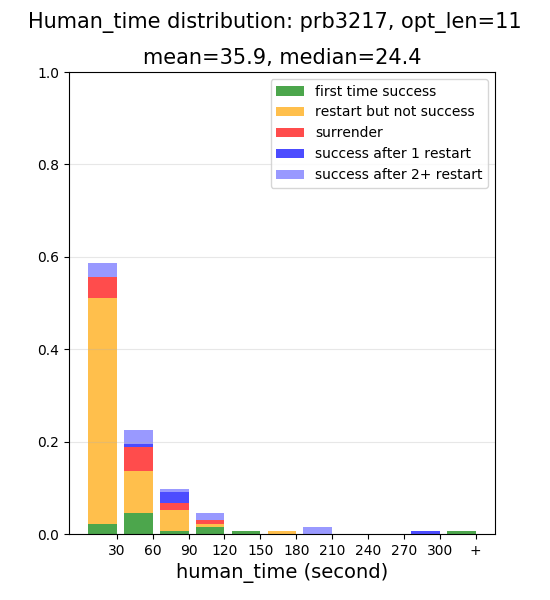 Human_time distribution: prb3217, opt_len=11
mean=35.9, median=24.4
1.0
0.8
0.6
0.4
0.2
0.0
first time success
restart but not success
surrender
success after 1 restart
success after 2+ restart
30 60 90 120 150 180 210 240 270 300 +
human_time (second)